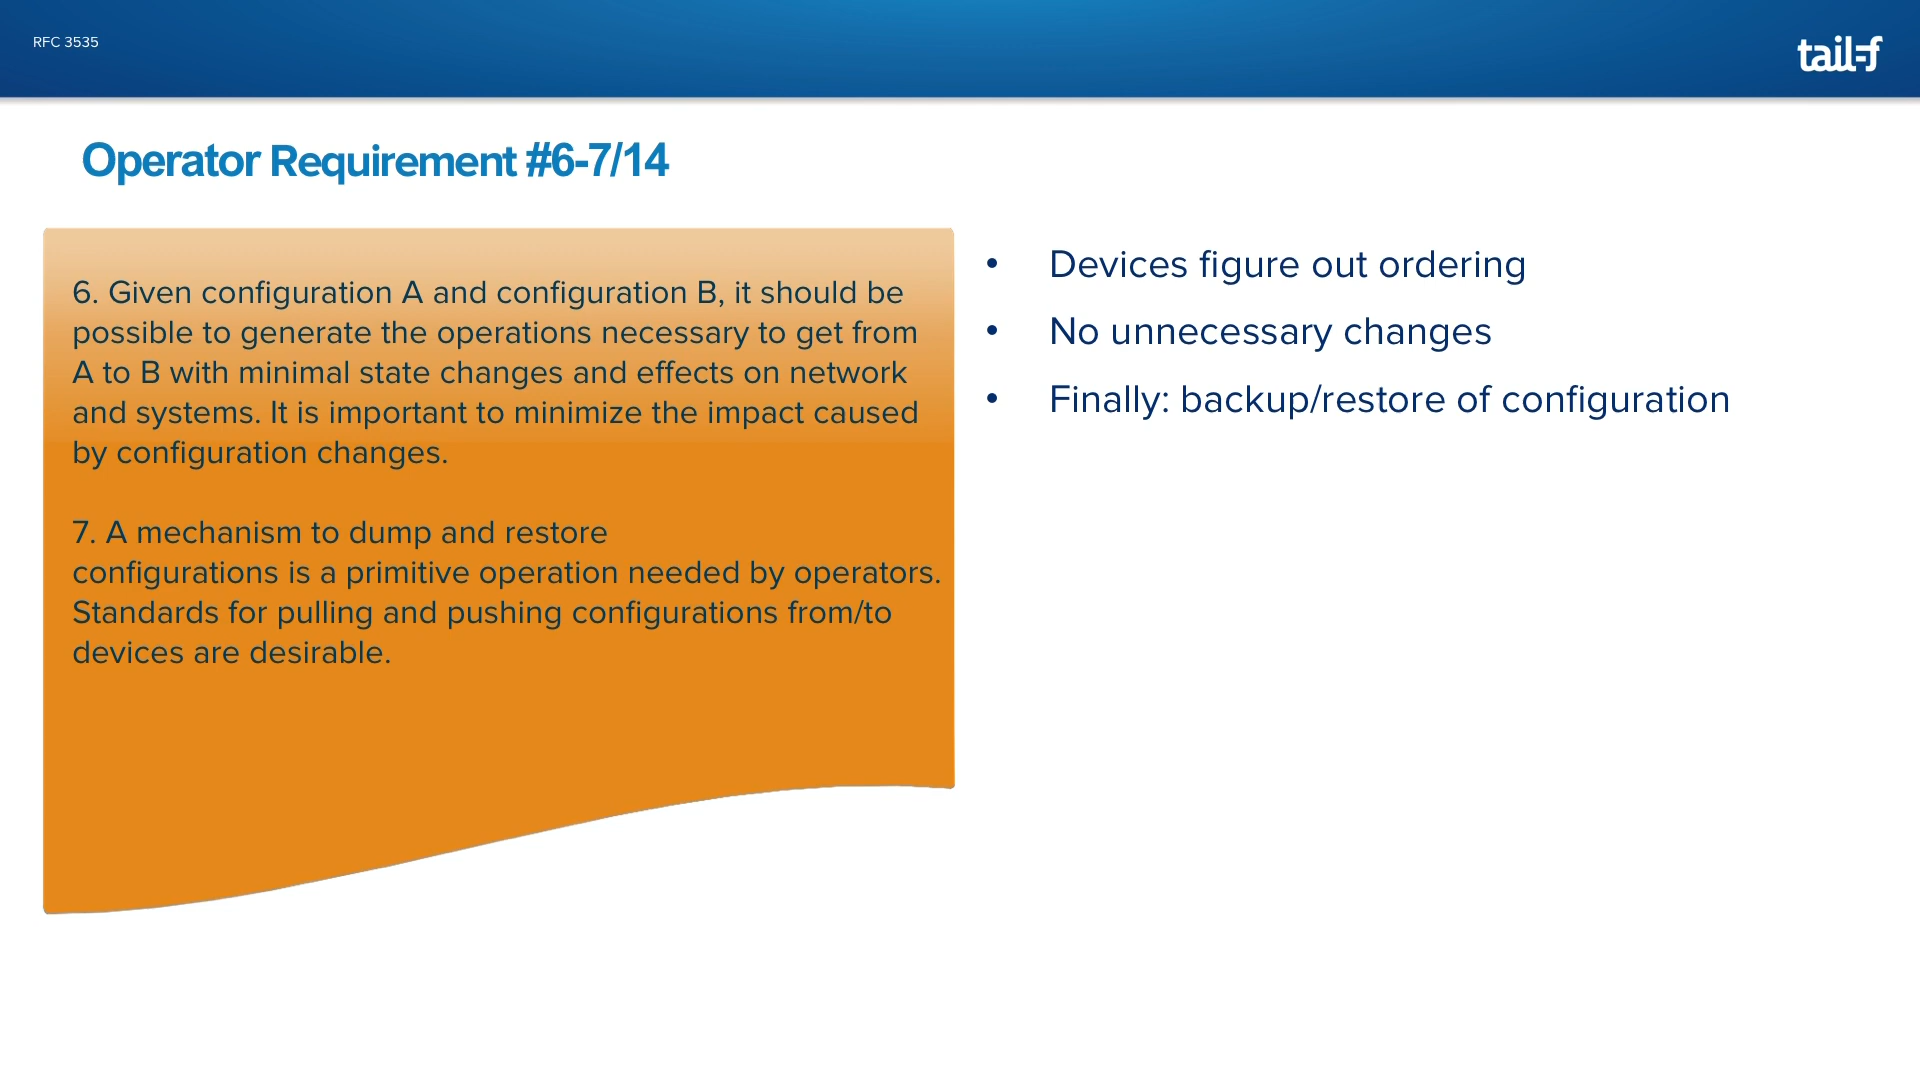 RFC 3535
tail-f
Operator Requirement #6-7/14
6. Given configuration A and configuration B, it should be
possible to generate the operations necessary to get from
A to B with minimal state changes and effects on network
and systems. It is important to minimize the impact caused
by configuration changes.
7. A mechanism to dump and restore
configurations is a primitive operation needed by operators.
Standards for pulling and pushing configurations from/to
devices are desirable.
• Devices figure out ordering
• No unnecessary changes
• Finally: backup/restore of configuration